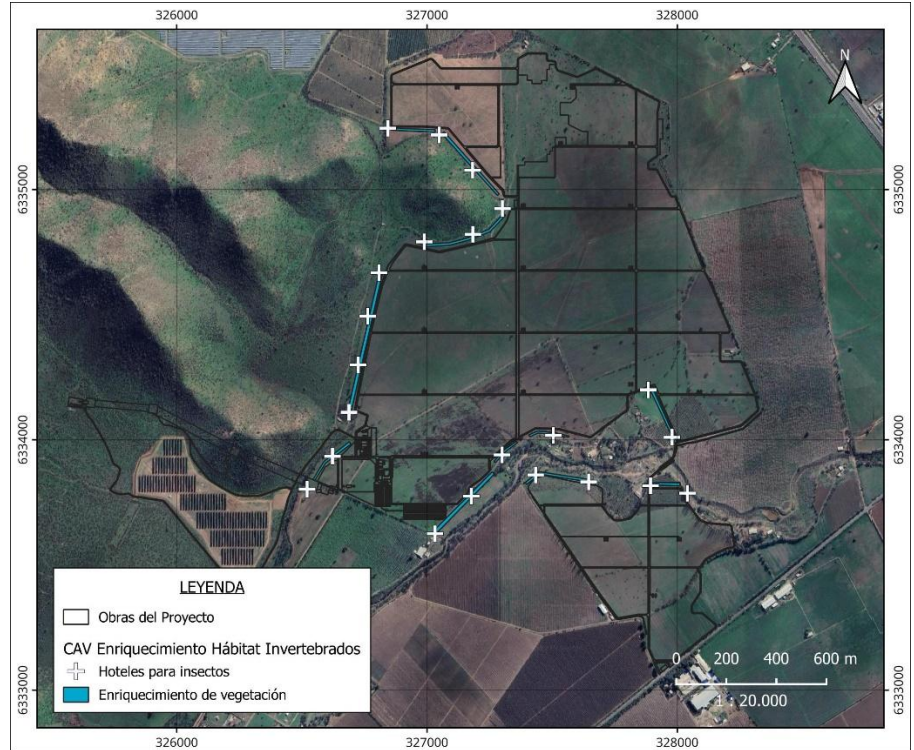 326000 327000 328000
N
6335000 6335000
6334000 6334000
LEYENDA
Obras del Proyecto
CAV Enriquecimiento Hábitat Invertebrados
Hoteles para insectos
Enriquecimiento de vegetación
0 200 400 600 m
1 : 20.000
6333000 6333000
326000 327000 328000